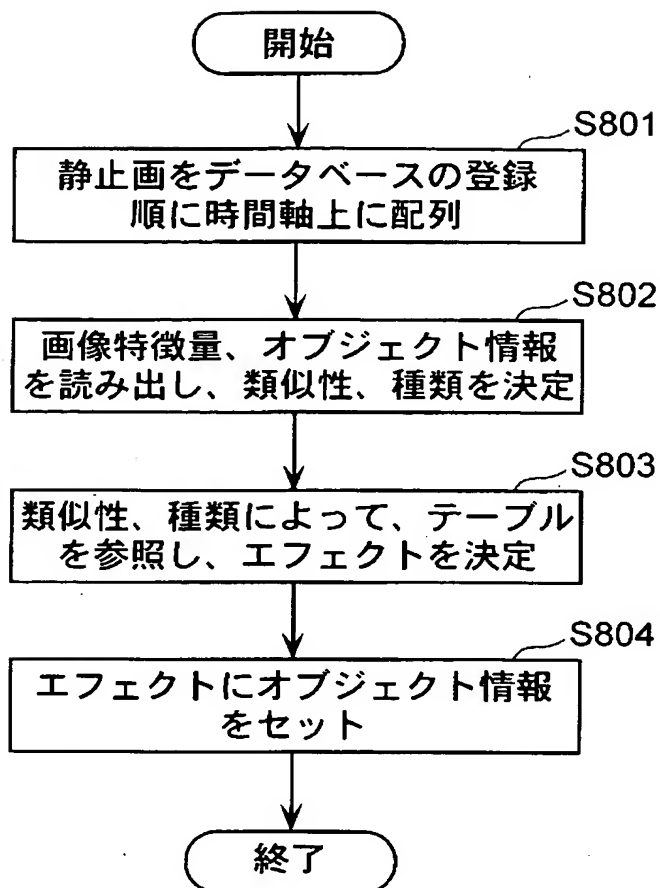 開始
S801
静止画をデータベースの登録
順に時間軸上に配列
S802
画像特徴量、オブジェクト情報
を読み出し、類似性、種類を決定
S803
類似性、種類によって、テーブル
を参照し、エフェクトを決定
S804
エフェクトにオブジェクト情報
をセット
終了